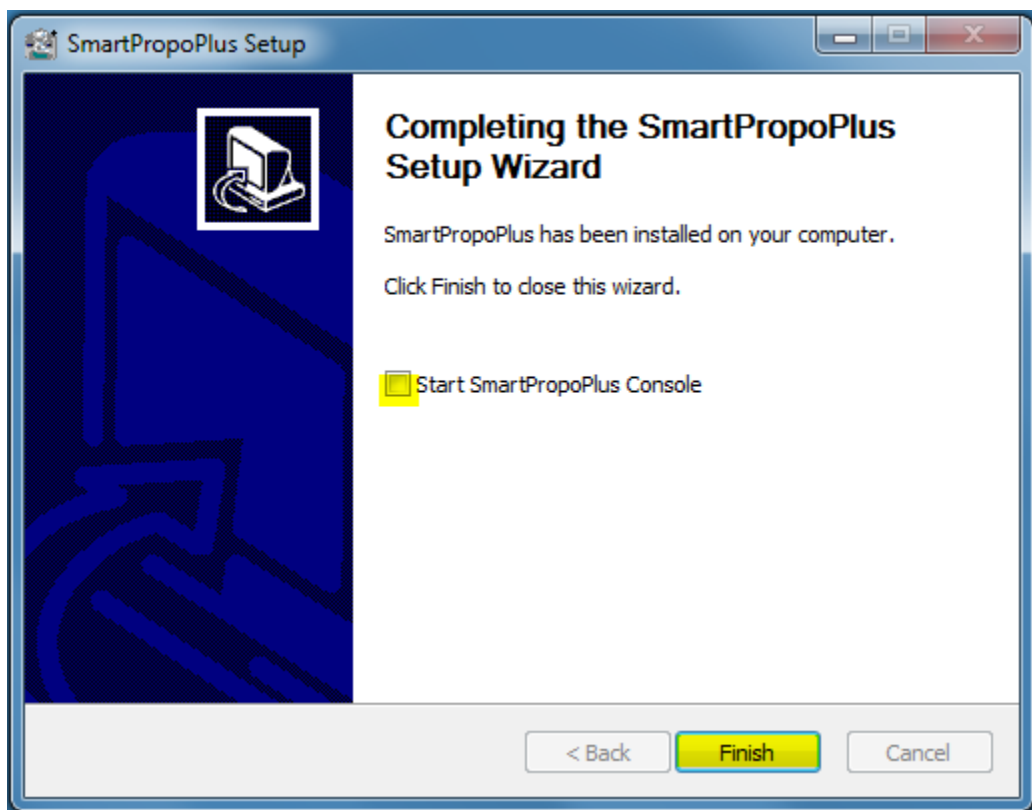 SmartPropoPlus Setup
Completing the SmartPropoPlus
Setup Wizard
SmartPropoPlus has been installed on your computer.
Click Finish to close this wizard.
Start SmartPropoPlus Console
< Back
Finish
Cancel